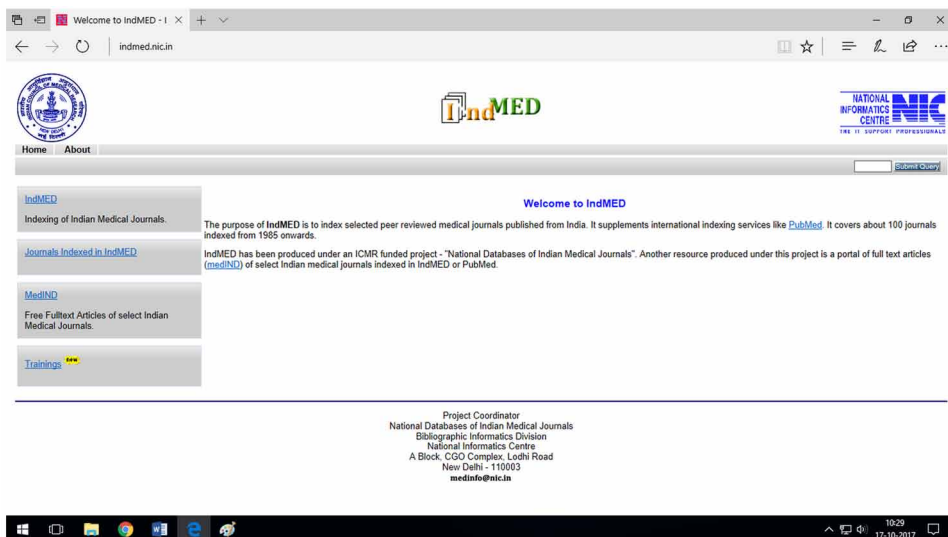 Welcome to IndMED - I
indmed.nic.in
IndMED
NATIONAL
INFORMATICS
CENTRE
NIC
THE IT SUPPORT PROFESSIONALS
Home About
Submit Query
IndMED
Indexing of Indian Medical Journals.
Journals Indexed in IndMED
MedIND
Free Fulltext Articles of select Indian
Medical Journals.
Trainings new
Welcome to IndMED
The purpose of IndMED is to index selected peer reviewed medical journals published from India. It supplements international indexing services like PubMed. It covers about 100 journals
indexed from 1985 onwards.
IndMED has been produced under an ICMR funded project - "National Databases of Indian Medical Journals". Another resource produced under this project is a portal of full text articles
(medIND) of select Indian medical journals indexed in IndMED or PubMed.
Project Coordinator
National Databases of Indian Medical Journals
Bibliographic Informatics Division
National Informatics Centre
A Block, CGO Complex, Lodhi Road
New Delhi - 110003
medinfo@nic.in
10:29
17-10-2017